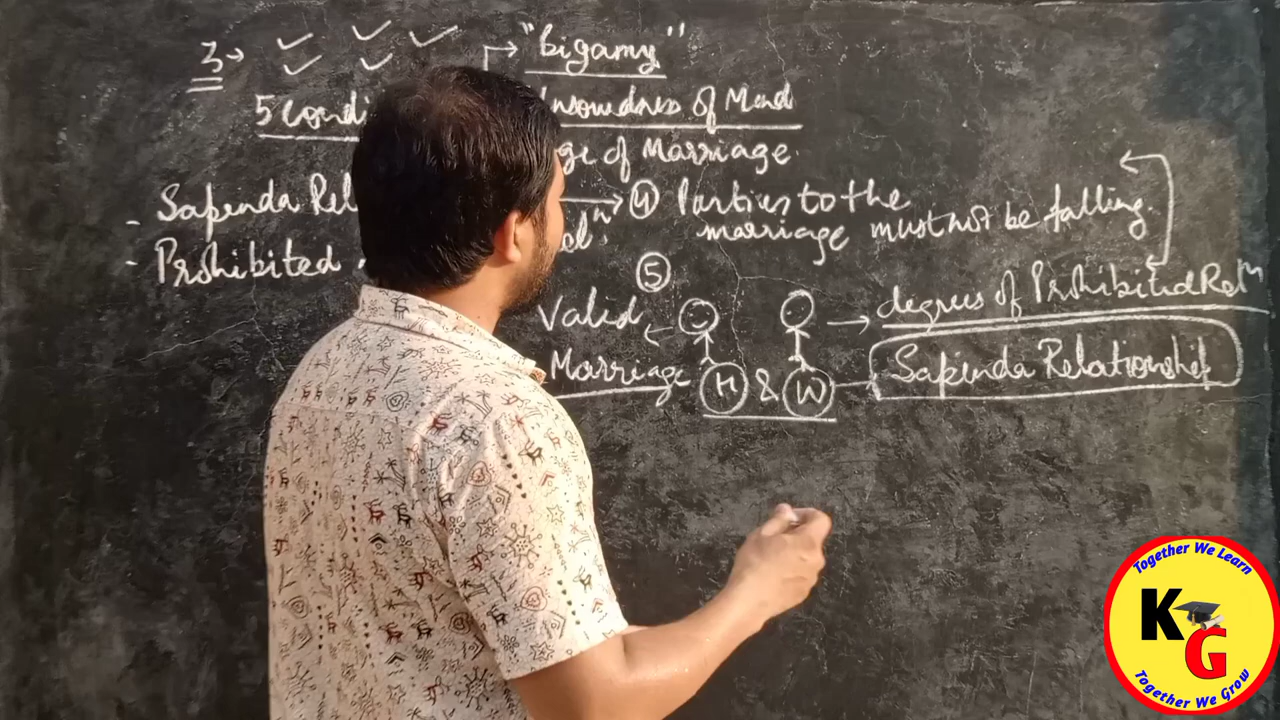 3→
"bigamy"
5 Condi
Unsoundness of Mind
ge of Marriage.
- Sapinda Rel
④ Parties to the
marriage must not be falling.
- Prohibited
⑤
degrees of Prohibited Relⁿ
Valid
Marriage
H & W
Sapinda Relationship
Together We Learn
KG
Together We Grow